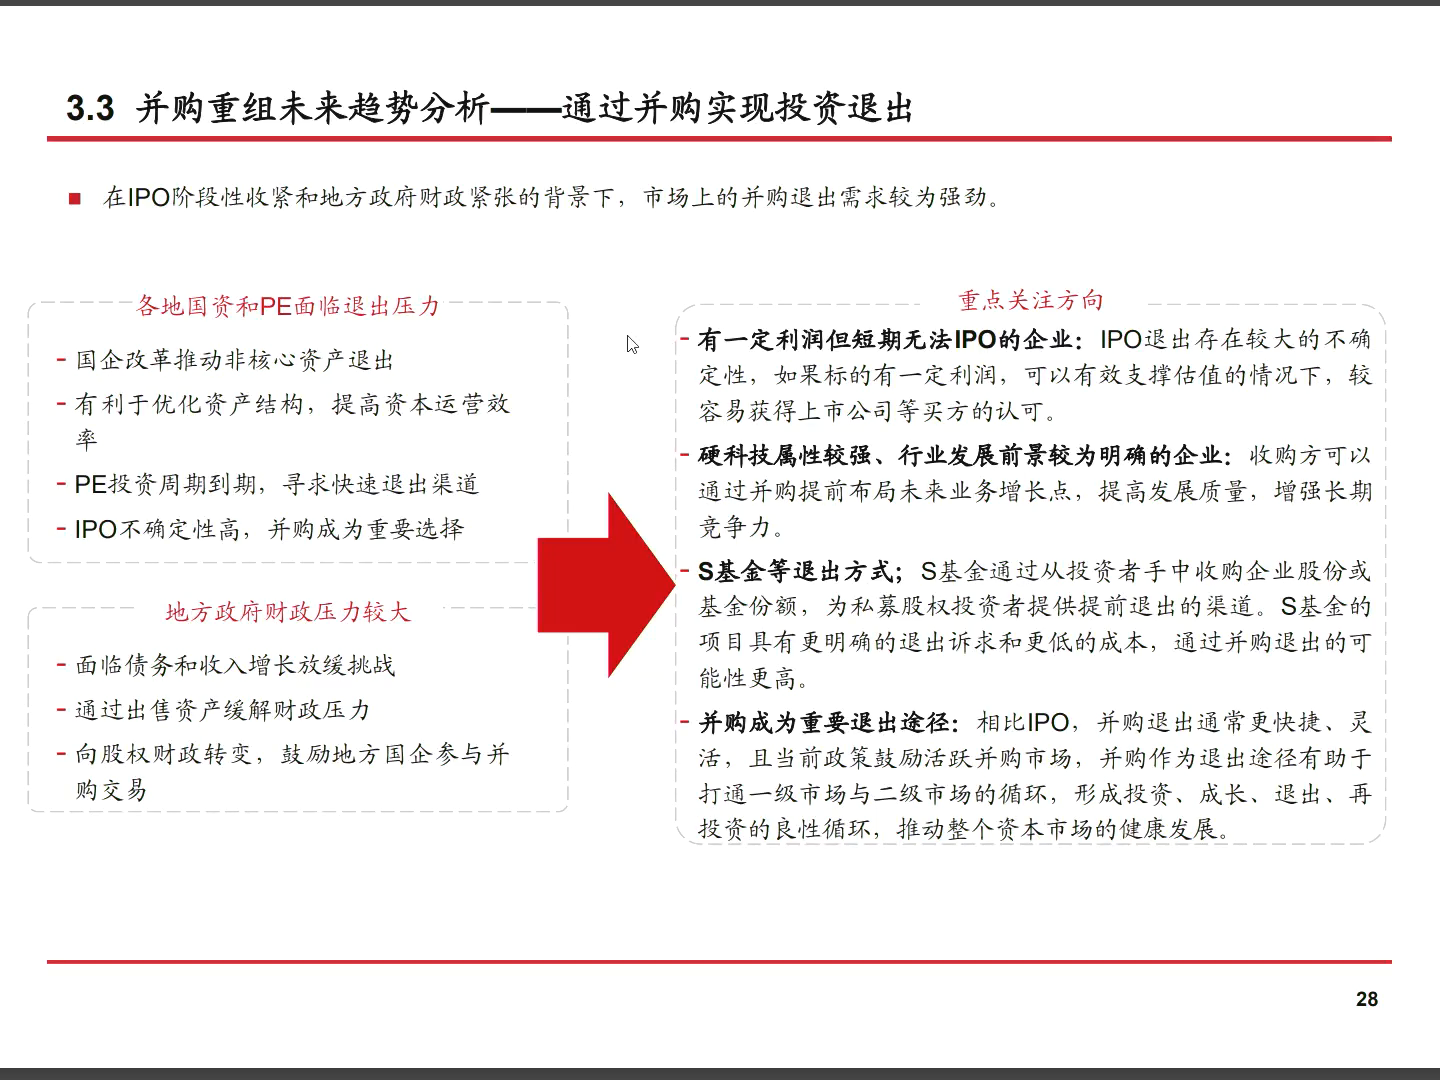 3.3 并购重组未来趋势分析——通过并购实现投资退出
在IPO阶段性收紧和地方政府财政紧张的背景下，市场上的并购退出需求较为强劲。
各地国资和PE面临退出压力
- 国企改革推动非核心资产退出
- 有利于优化资产结构，提高资本运营效
率
- PE投资周期到期，寻求快速退出渠道
- IPO不确定性高，并购成为重要选择
地方政府财政压力较大
- 面临债务和收入增长放缓挑战
- 通过出售资产缓解财政压力
- 向股权财政转变，鼓励地方国企参与并
购交易
重点关注方向
- 有一定利润但短期无法IPO的企业：IPO退出存在较大的不确
定性，如果标的有一定利润，可以有效支撑估值的情况下，较
容易获得上市公司等买方的认可。
- 硬科技属性较强、行业发展前景较为明确的企业：收购方可以
通过并购提前布局未来业务增长点，提高发展质量，增强长期
竞争力。
- S基金等退出方式；S基金通过从投资者手中收购企业股份或
基金份额，为私募股权投资者提供提前退出的渠道。S基金的
项目具有更明确的退出诉求和更低的成本，通过并购退出的可
能性更高。
- 并购成为重要退出途径：相比IPO，并购退出通常更快捷、灵
活，且当前政策鼓励活跃并购市场，并购作为退出途径有助于
打通一级市场与二级市场的循环，形成投资、成长、退出、再
投资的良性循环，推动整个资本市场的健康发展。
28